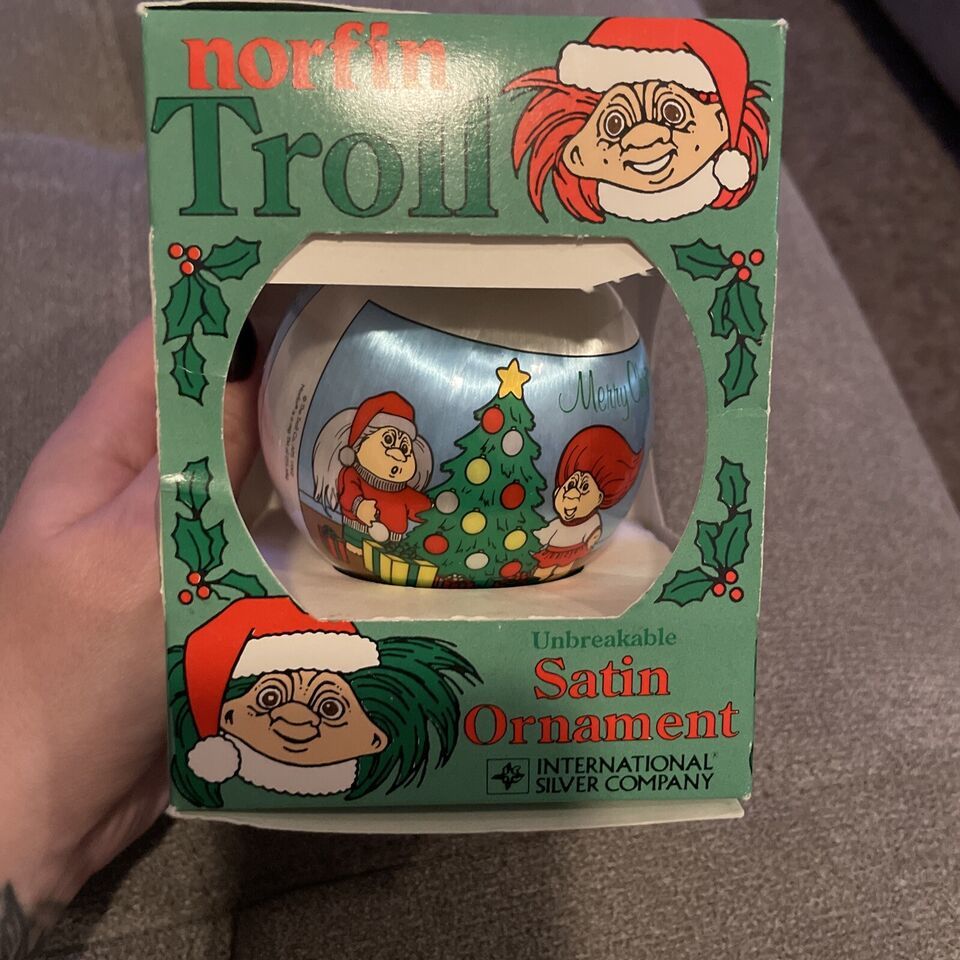 norfin
Troll
Merry
Unbreakable
Satin
Ornament
INTERNATIONAL®
SILVER COMPANY